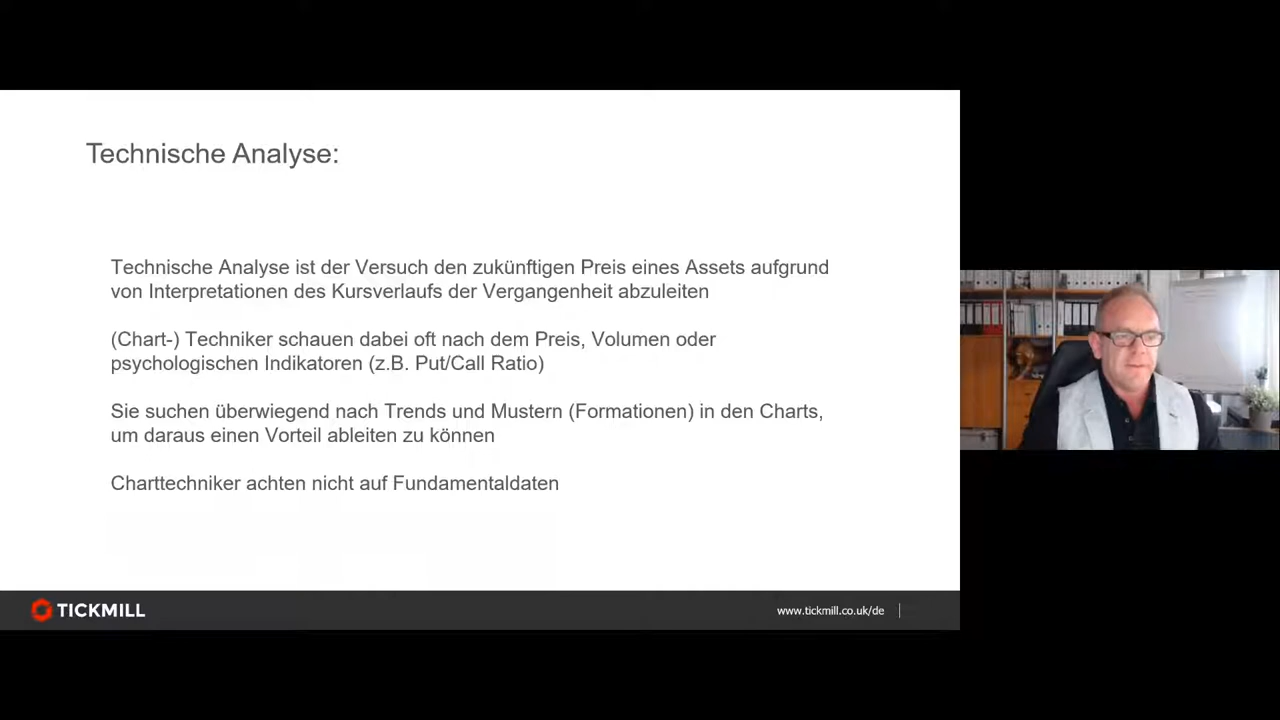 Technische Analyse:
Technische Analyse ist der Versuch den zukünftigen Preis eines Assets aufgrund
von Interpretationen des Kursverlaufs der Vergangenheit abzuleiten
(Chart-) Techniker schauen dabei oft nach dem Preis, Volumen oder
psychologischen Indikatoren (z.B. Put/Call Ratio)
Sie suchen überwiegend nach Trends und Mustern (Formationen) in den Charts,
um daraus einen Vorteil ableiten zu können
Charttechniker achten nicht auf Fundamentaldaten
TICKMILL
www.tickmill.co.uk/de